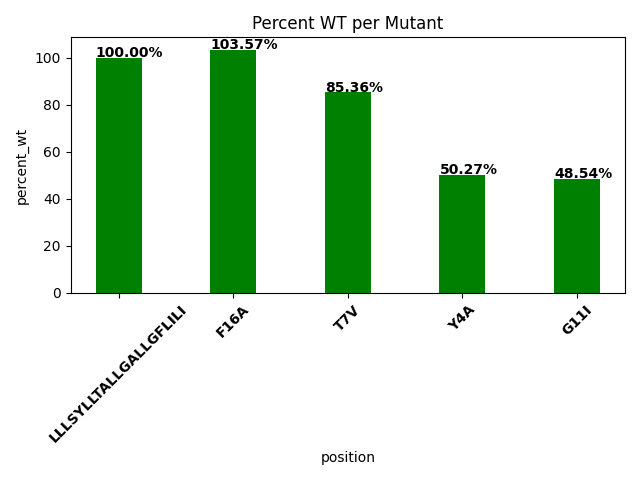 Percent WT per Mutant
percent_wt
100
80
60
40
20
0
100.00%
103.57%
85.36%
50.27%
48.54%
LLLSYLLTALLGALLGFLILI
F16A
T7V
Y4A
G11I
position